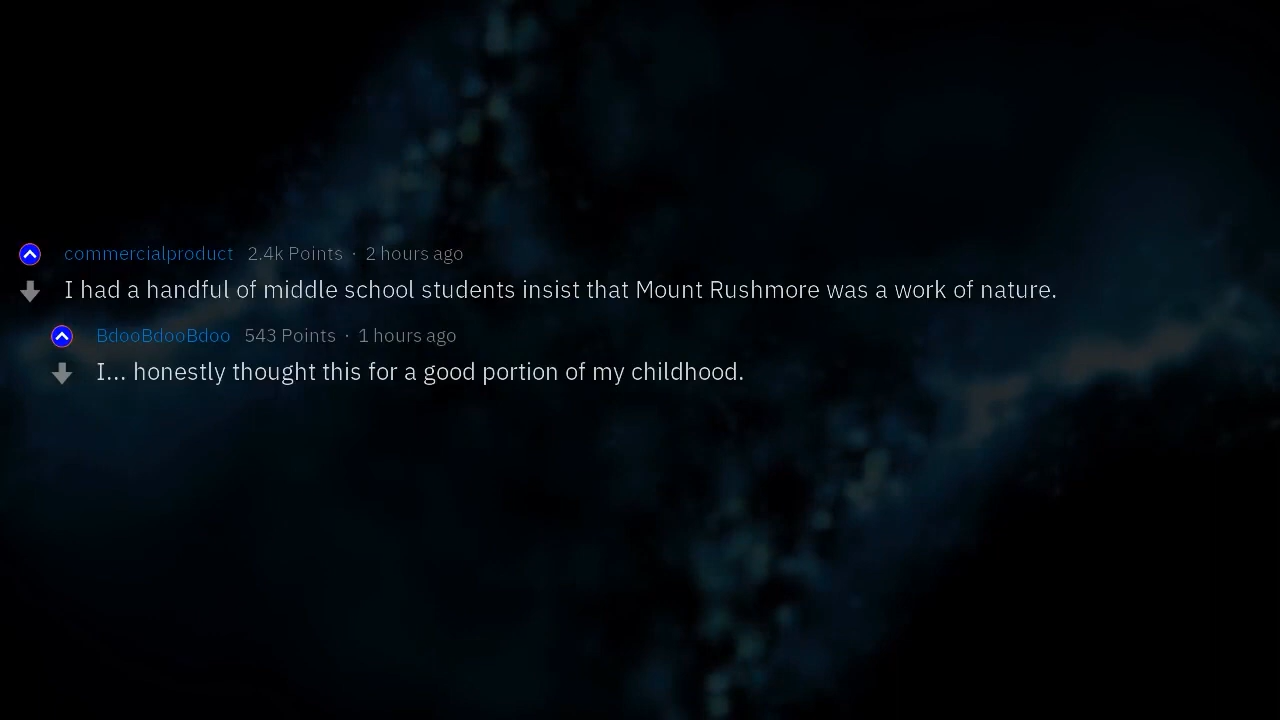 commercialproduct 2.4k Points · 2 hours ago
I had a handful of middle school students insist that Mount Rushmore was a work of nature.
BdooBdooBdoo 543 Points · 1 hours ago
I... honestly thought this for a good portion of my childhood.